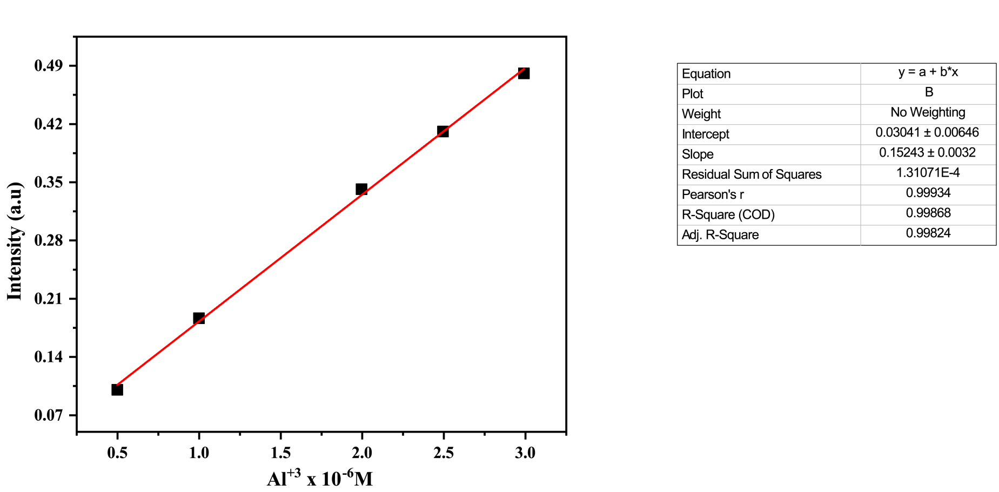 0.49
0.42
0.35
0.28
0.21
0.14
0.07
Intensity (a.u)
0.5 1.0 1.5 2.0 2.5 3.0
Al⁺³ x 10⁻⁶M
Equation y = a + b*x
Plot B
Weight No Weighting
Intercept 0.03041 ± 0.00646
Slope 0.15243 ± 0.0032
Residual Sum of Squares 1.31071E-4
Pearson's r 0.99934
R-Square (COD) 0.99868
Adj. R-Square 0.99824